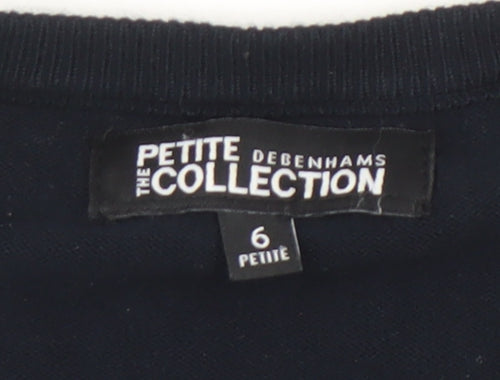 PETITE DEBENHAMS
THE COLLECTION
6
PETITE